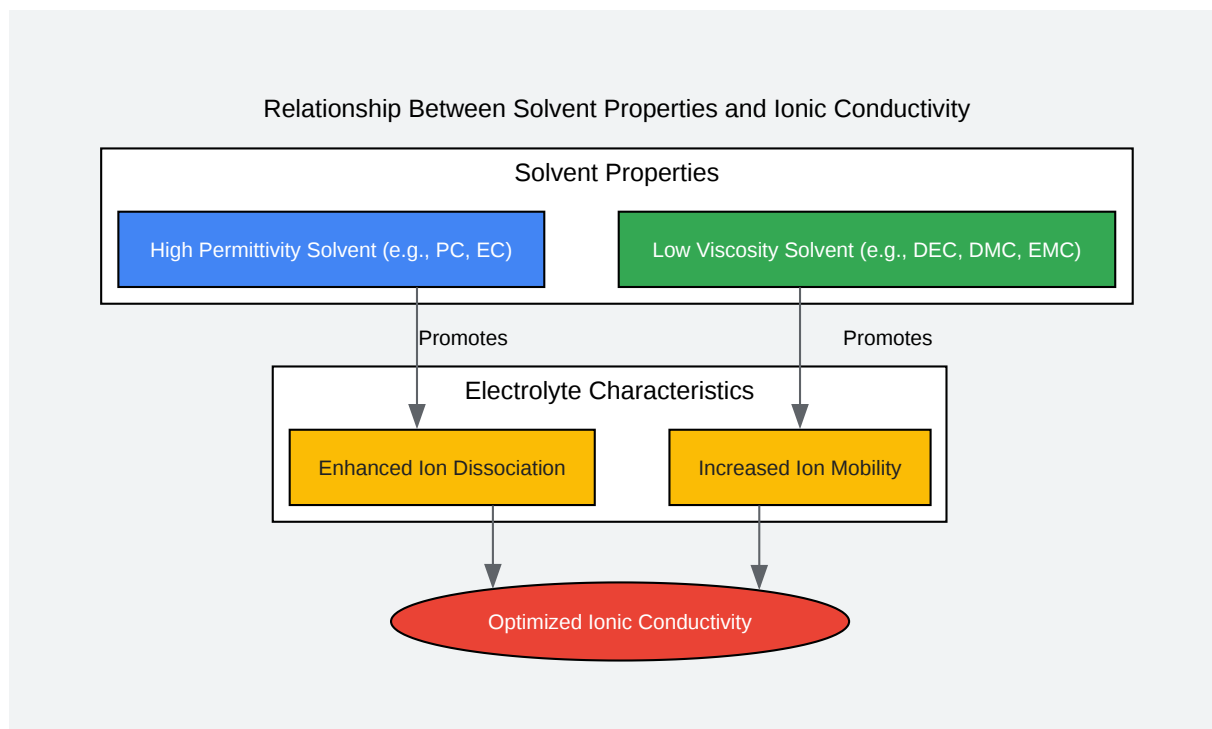 Relationship Between Solvent Properties and Ionic Conductivity
Solvent Properties
High Permittivity Solvent (e.g., PC, EC)
Low Viscosity Solvent (e.g., DEC, DMC, EMC)
Promotes
Promotes
Electrolyte Characteristics
Enhanced Ion Dissociation
Increased Ion Mobility
Optimized Ionic Conductivity